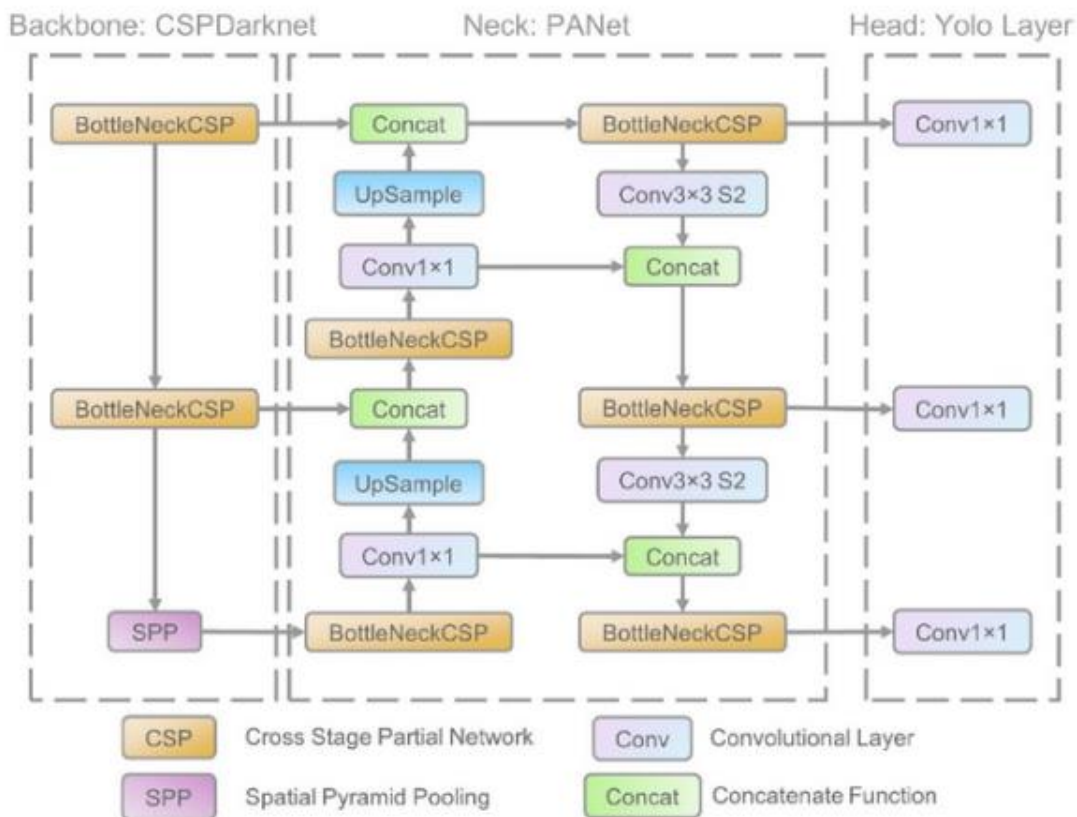 Backbone: CSPDarknet
Neck: PANet
Head: Yolo Layer
BottleNeckCSP
Concat
BottleNeckCSP
Conv1×1
UpSample
Conv3×3 S2
Conv1×1
Concat
BottleNeckCSP
BottleNeckCSP
Concat
BottleNeckCSP
Conv1×1
UpSample
Conv3×3 S2
Conv1×1
Concat
SPP
BottleNeckCSP
BottleNeckCSP
Conv1×1
CSP
Cross Stage Partial Network
Conv
Convolutional Layer
SPP
Spatial Pyramid Pooling
Concat
Concatenate Function